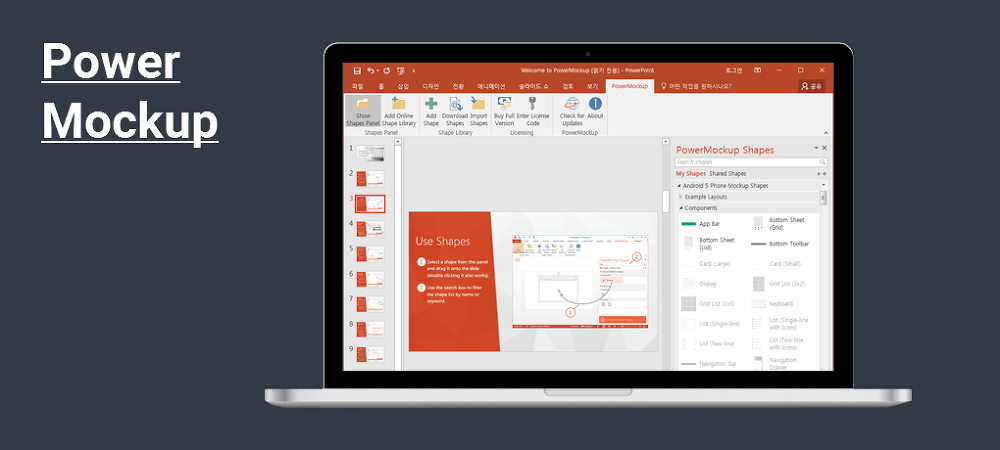 Power
Mockup
Welcome to PowerMockup [읽기 전용] - PowerPoint
로그인
파일 홈 삽입 디자인 전환 애니메이션 슬라이드 쇼 검토 보기 PowerMockup 어떤 작업을 원하시나요? 공유
Show Shapes Panel
Add Online Shape Library
Add Shape
Download Shapes
Import Shapes
Buy Full Version
Enter License Code
Check for Updates
About
Shapes Panel Shape Library Licensing PowerMockup
1
2
3
4
5
6
7
8
9
Use Shapes
1 Select a shape from the panel
and drag it onto the slide
(double clicking it also works).
2 Use the search box to filter
the shape list by name or
keyword.
PowerMockup Shapes
Search shapes
My Shapes Shared Shapes
Android 5 Phone Mockup Shapes
Example Layouts
Components
App Bar
Bottom Sheet
(Grid)
Bottom Sheet
(List)
Bottom Toolbar
Card (Large)
Card (Small)
Dialog
Grid List (2x2)
Grid List (3x3)
Keyboard
List (Single-line)
List (Single-line
with Icons)
List (Two-line)
List (Two-line
with Icons)
Navigation Bar
Navigation
Drawer